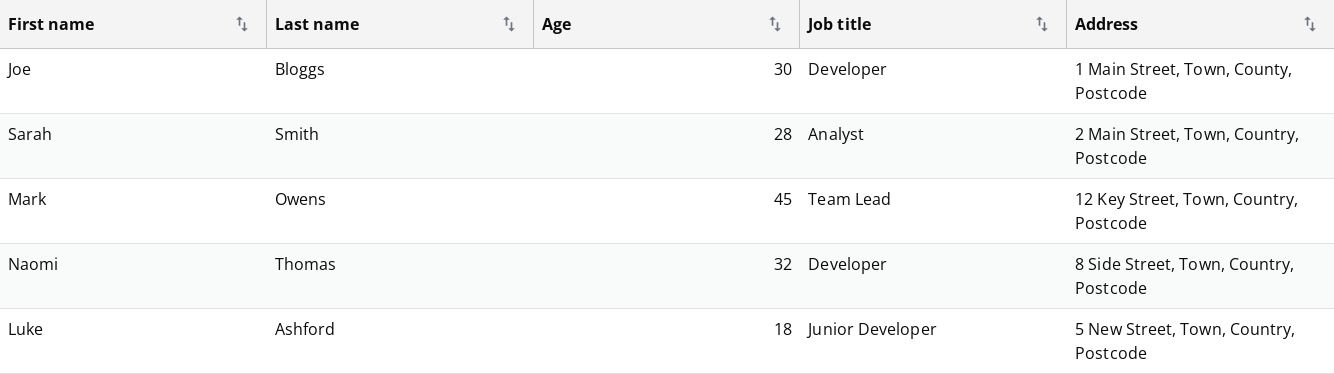 First name Last name Age Job title Address
Joe Bloggs 30 Developer 1 Main Street, Town, County,
Postcode
Sarah Smith 28 Analyst 2 Main Street, Town, Country,
Postcode
Mark Owens 45 Team Lead 12 Key Street, Town, Country,
Postcode
Naomi Thomas 32 Developer 8 Side Street, Town, Country,
Postcode
Luke Ashford 18 Junior Developer 5 New Street, Town, Country,
Postcode